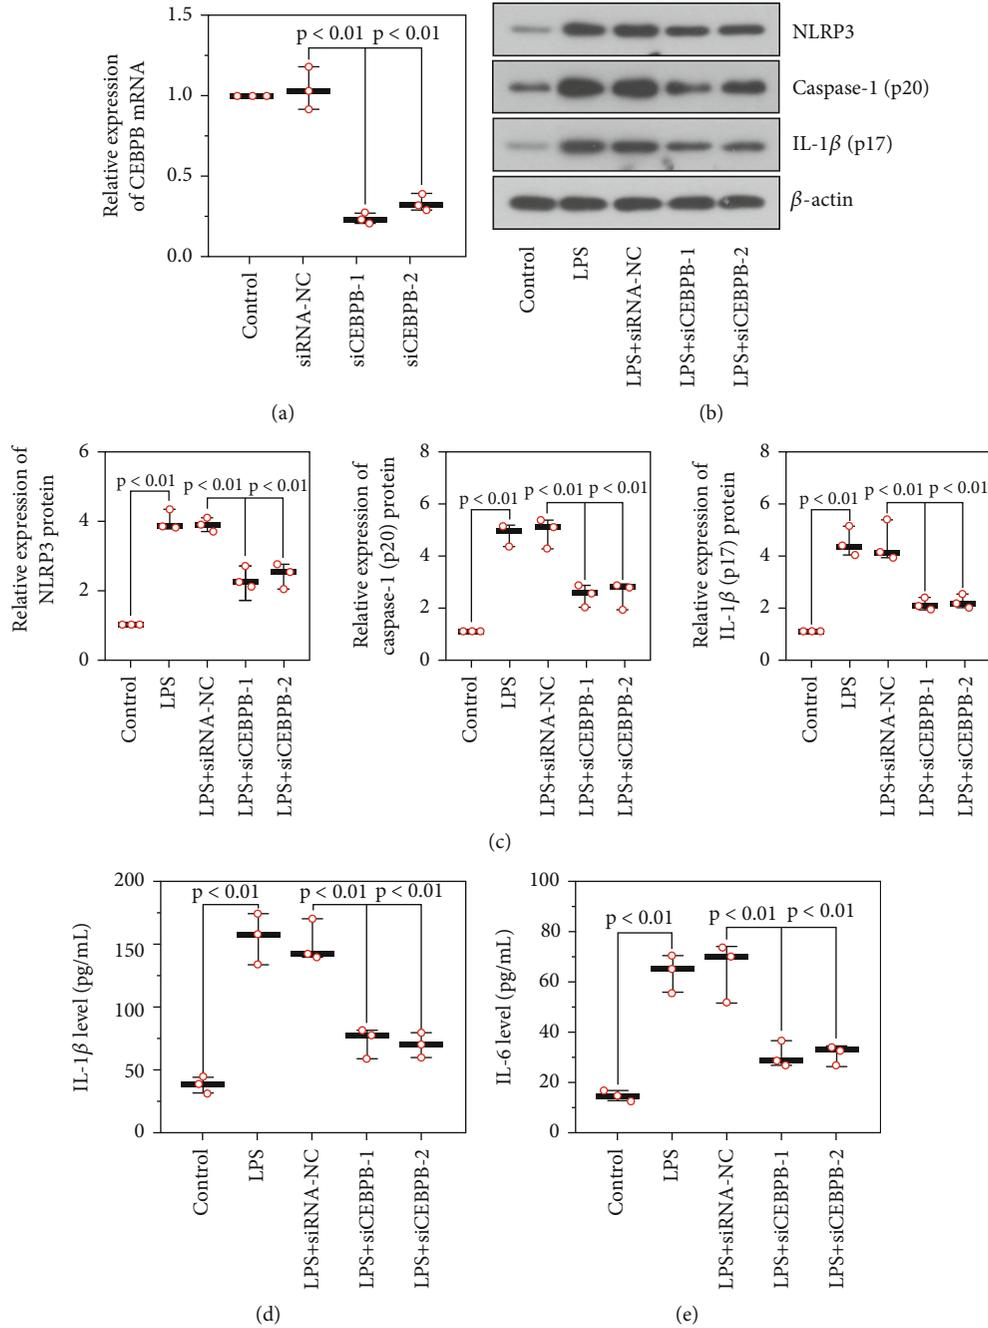 Relative expression
of CEBPB mRNA
1.5
1.0
0.5
0.0
p < 0.01 p < 0.01
Control
siRNA-NC
siCEBPB-1
siCEBPB-2
(a)
NLRP3
Caspase-1 (p20)
IL-1β (p17)
β-actin
Control
LPS
LPS+siRNA-NC
LPS+siCEBPB-1
LPS+siCEBPB-2
(b)
Relative expression of
NLRP3 protein
6
4
2
0
p < 0.01 p < 0.01 p < 0.01
Control
LPS
LPS+siRNA-NC
LPS+siCEBPB-1
LPS+siCEBPB-2
Relative expression of
caspase-1 (p20) protein
8
6
4
2
0
p < 0.01 p < 0.01 p < 0.01
Control
LPS
LPS+siRNA-NC
LPS+siCEBPB-1
LPS+siCEBPB-2
Relative expression of
IL-1β (p17) protein
8
6
4
2
0
p < 0.01 p < 0.01 p < 0.01
Control
LPS
LPS+siRNA-NC
LPS+siCEBPB-1
LPS+siCEBPB-2
(c)
IL-1β level (pg/mL)
200
150
100
50
0
p < 0.01 p < 0.01 p < 0.01
Control
LPS
LPS+siRNA-NC
LPS+siCEBPB-1
LPS+siCEBPB-2
(d)
IL-6 level (pg/mL)
100
80
60
40
20
0
p < 0.01 p < 0.01 p < 0.01
Control
LPS
LPS+siRNA-NC
LPS+siCEBPB-1
LPS+siCEBPB-2
(e)